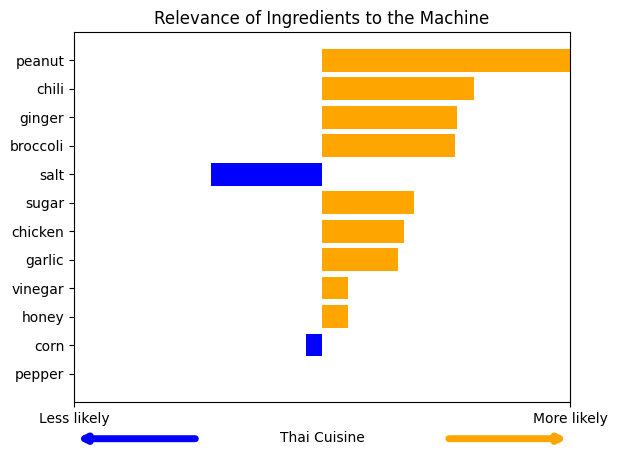 Relevance of Ingredients to the Machine
peanut
chili
ginger
broccoli
salt
sugar
chicken
garlic
vinegar
honey
corn
pepper
Less likely
More likely
Thai Cuisine